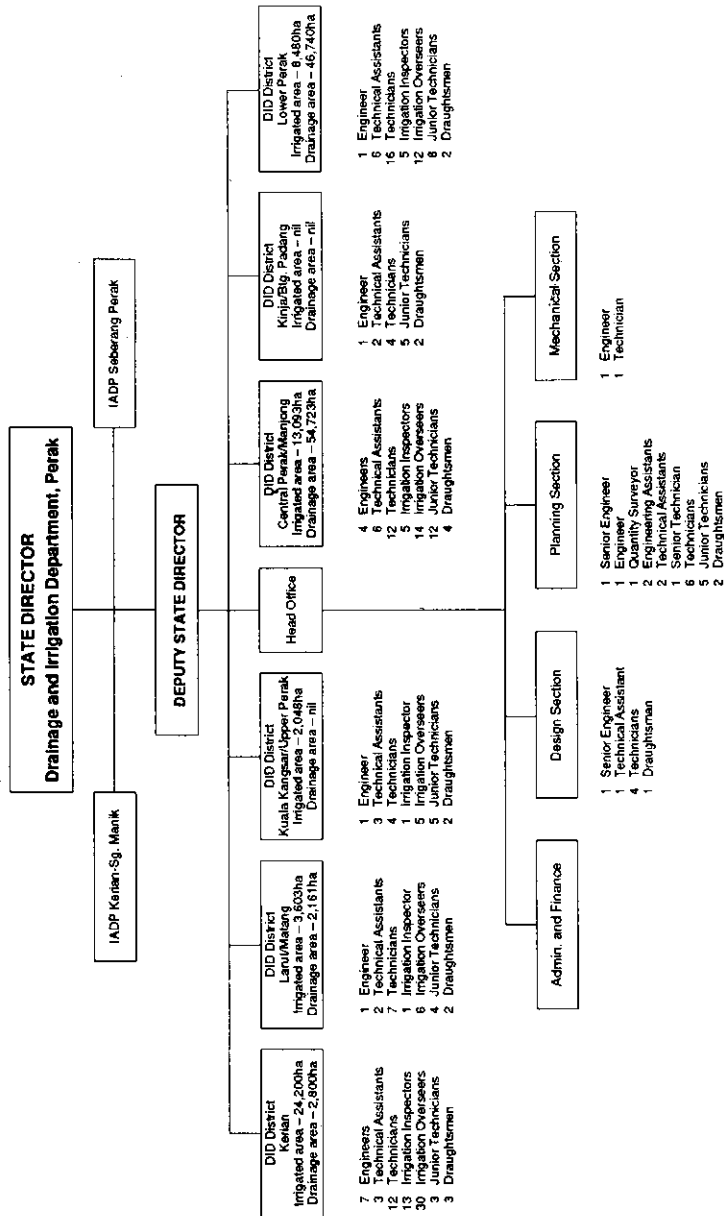 STATE DIRECTOR
Drainage and Irrigation Department, Perak
IADP Kerian-Sg. Manik
IADP Seberang Perak
DEPUTY STATE DIRECTOR
DID District
Kerian
Irrigated area – 24,200ha
Drainage area – 2,800ha
7 Engineers
3 Technical Assistants
12 Technicians
13 Irrigation Inspectors
30 Irrigation Overseers
3 Junior Technicians
3 Draughtsmen
DID District
Larut/Matang
Irrigated area – 3,603ha
Drainage area – 2,161ha
1 Engineer
2 Technical Assistants
7 Technicians
1 Irrigation Inspector
6 Irrigation Overseers
4 Junior Technicians
2 Draughtsmen
DID District
Kuala Kangsar/Upper Perak
Irrigated area – 2,048ha
Drainage area – nil
1 Engineer
3 Technical Assistants
4 Technicians
1 Irrigation Inspector
5 Irrigation Overseers
5 Junior Technicians
2 Draughtsmen
Head Office
DID District
Central Perak/Manjong
Irrigated area – 13,093ha
Drainage area – 54,723ha
4 Engineers
6 Technical Assistants
12 Technicians
5 Irrigation Inspectors
14 Irrigation Overseers
12 Junior Technicians
4 Draughtsmen
DID District
Kinja/Btg. Padang
Irrigated area – nil
Drainage area – nil
1 Engineer
2 Technical Assistants
4 Technicians
5 Junior Technicians
2 Draughtsmen
DID District
Lower Perak
Irrigated area – 8,480ha
Drainage area – 46,740ha
1 Engineer
6 Technical Assistants
16 Technicians
5 Irrigation Inspectors
12 Irrigation Overseers
8 Junior Technicians
2 Draughtsmen
Admin. and Finance
Design Section
1 Senior Engineer
1 Technical Assistant
4 Technicians
1 Draughtsman
Planning Section
1 Senior Engineer
1 Engineer
1 Quantity Surveyor
2 Engineering Assistants
2 Technical Assistants
1 Senior Technician
6 Technicians
5 Junior Technicians
2 Draughtsmen
Mechanical Section
1 Engineer
1 Technician